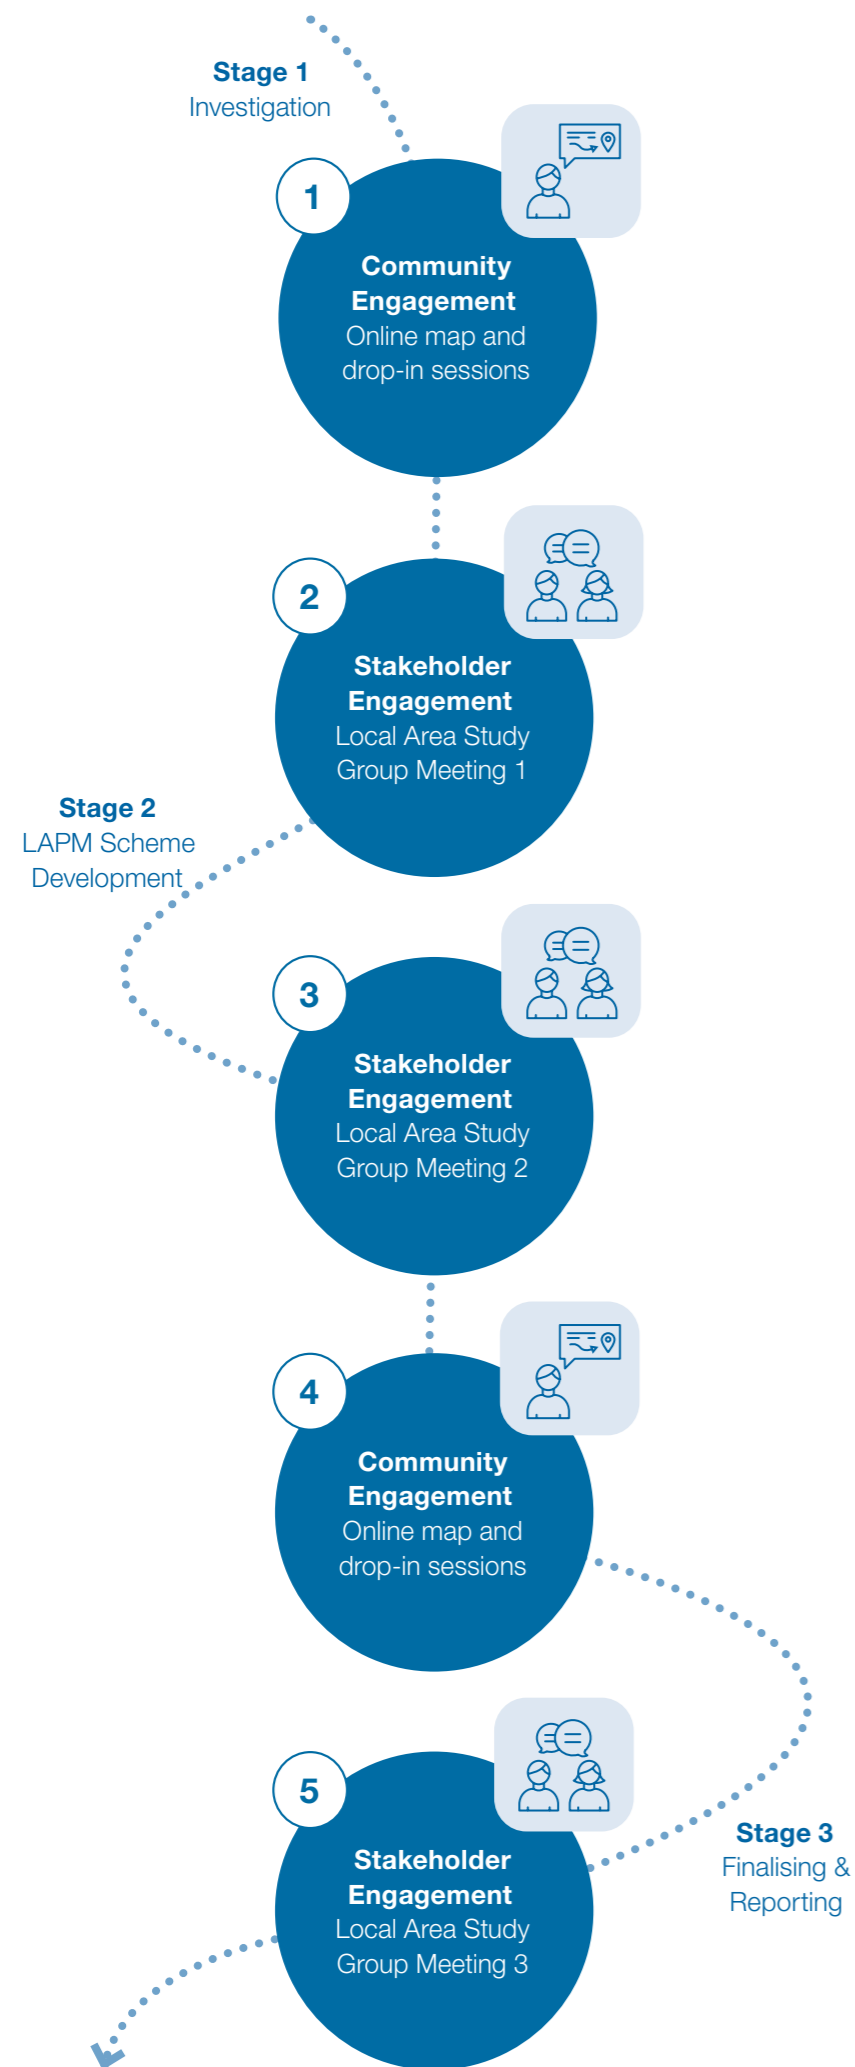 Stage 1
Investigation
1
Community
Engagement
Online map and
drop-in sessions
2
Stakeholder
Engagement
Local Area Study
Group Meeting 1
Stage 2
LAPM Scheme
Development
3
Stakeholder
Engagement
Local Area Study
Group Meeting 2
4
Community
Engagement
Online map and
drop-in sessions
5
Stakeholder
Engagement
Local Area Study
Group Meeting 3
Stage 3
Finalising &
Reporting